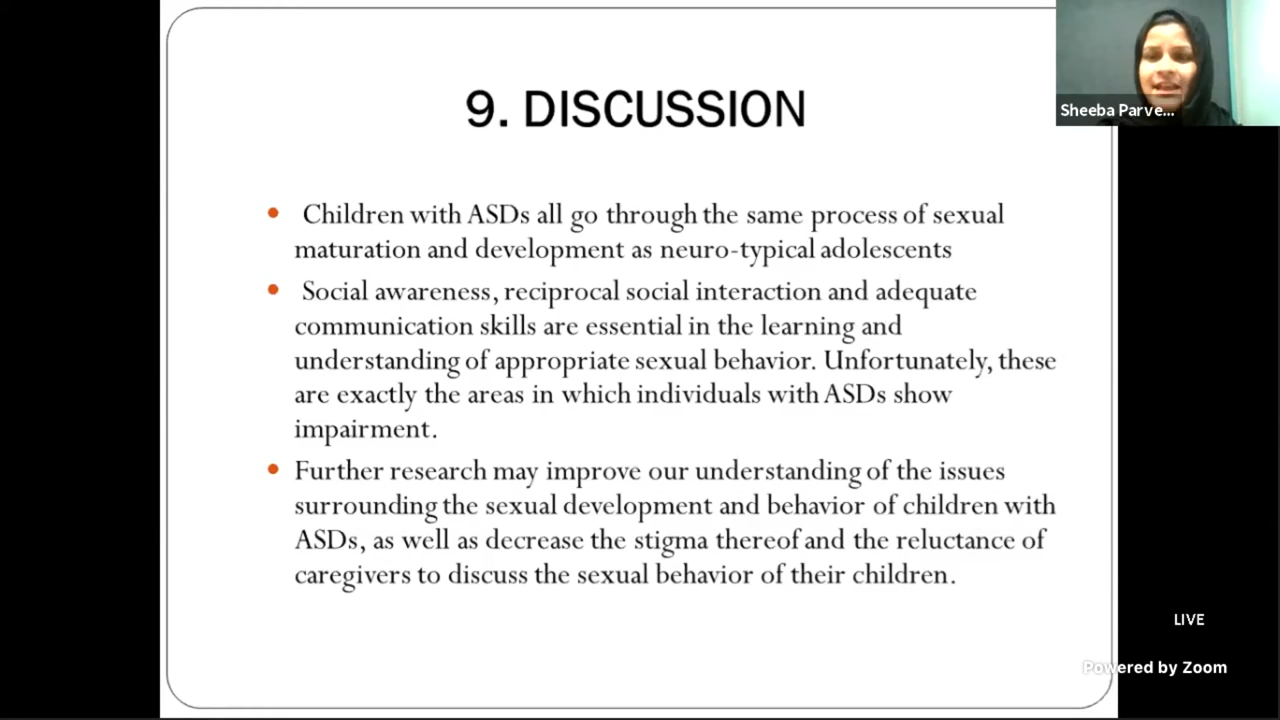 9. DISCUSSION
Sheeba Parve...
• Children with ASDs all go through the same process of sexual
maturation and development as neuro-typical adolescents
• Social awareness, reciprocal social interaction and adequate
communication skills are essential in the learning and
understanding of appropriate sexual behavior. Unfortunately, these
are exactly the areas in which individuals with ASDs show
impairment.
• Further research may improve our understanding of the issues
surrounding the sexual development and behavior of children with
ASDs, as well as decrease the stigma thereof and the reluctance of
caregivers to discuss the sexual behavior of their children.
LIVE
Powered by Zoom